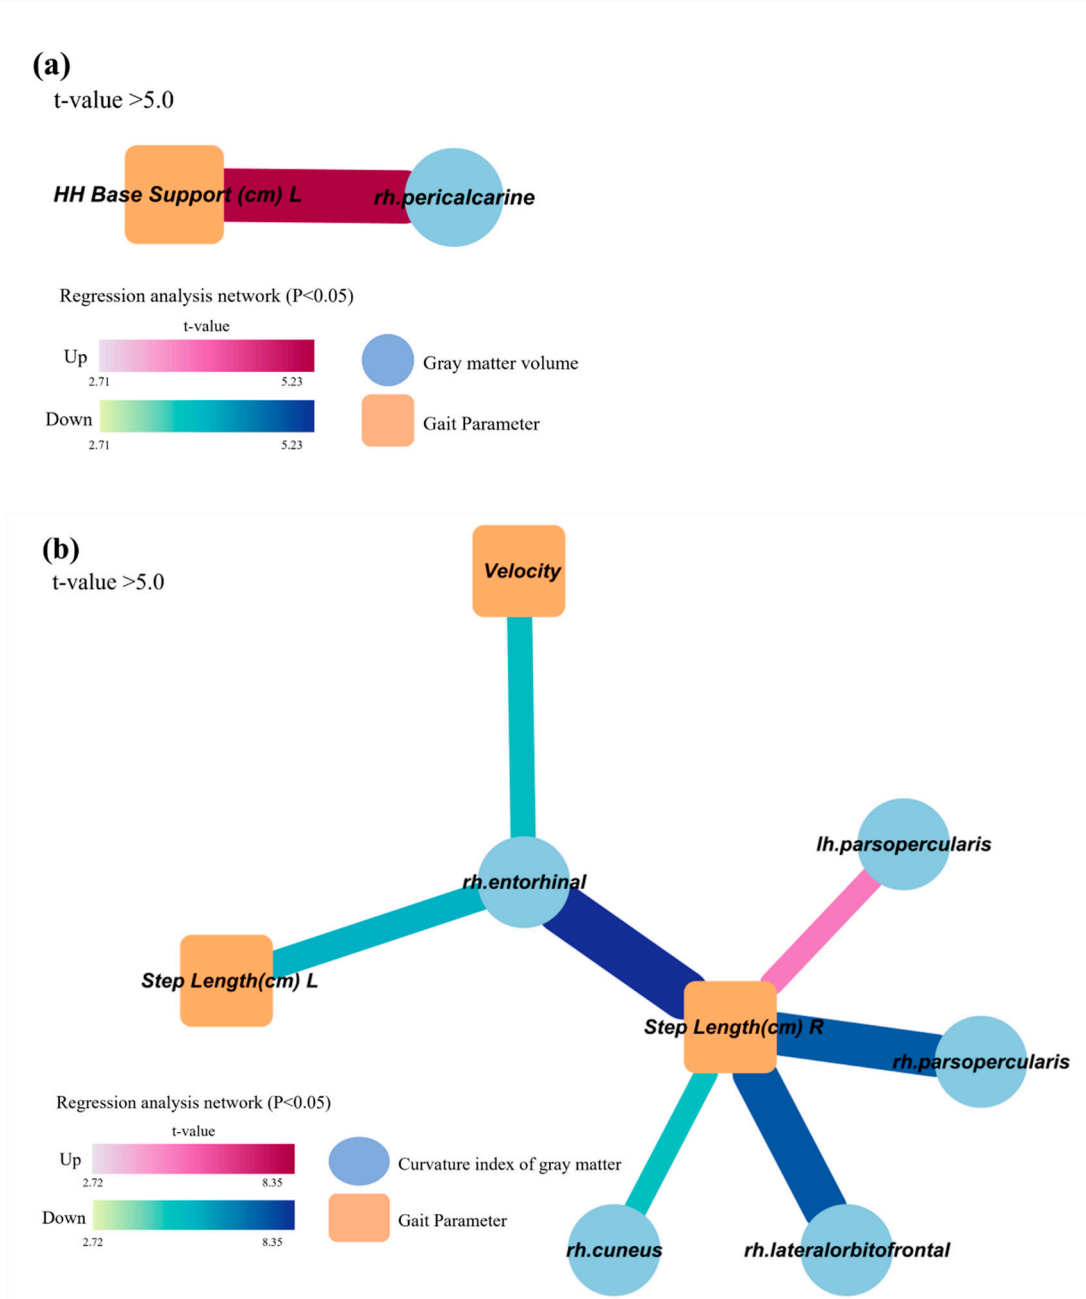 (a)
t-value >5.0
HH Base Support (cm) L
rh.pericalcarine
Regression analysis network (P<0.05)
t-value
Up
2.71 5.23
Gray matter volume
Down
2.71 5.23
Gait Parameter
(b)
t-value >5.0
Velocity
lh.parsopercularis
rh.entorhinal
Step Length(cm) L
Step Length(cm) R
rh.parsopercularis
Regression analysis network (P<0.05)
t-value
Up
2.72 8.35
Curvature index of gray matter
Down
2.72 8.35
Gait Parameter
rh.cuneus
rh.lateralorbitofrontal